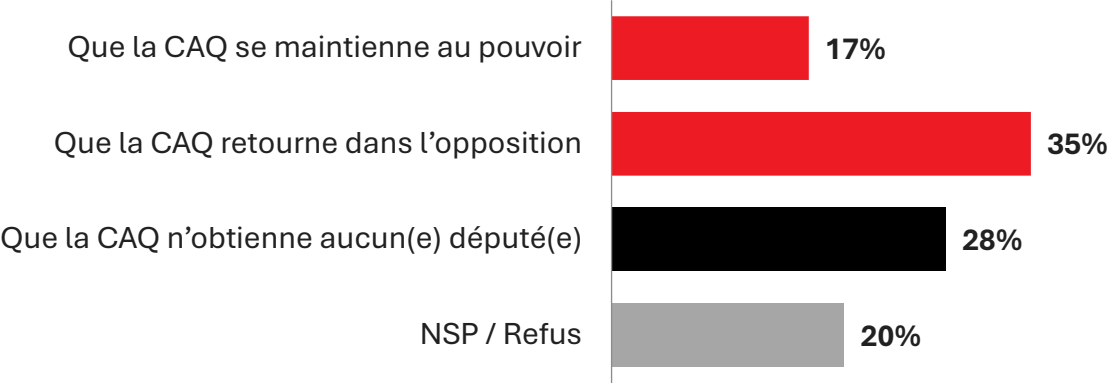 Que la CAQ se maintienne au pouvoir 17%
Que la CAQ retourne dans l’opposition 35%
Que la CAQ n’obtienne aucun(e) député(e) 28%
NSP / Refus 20%